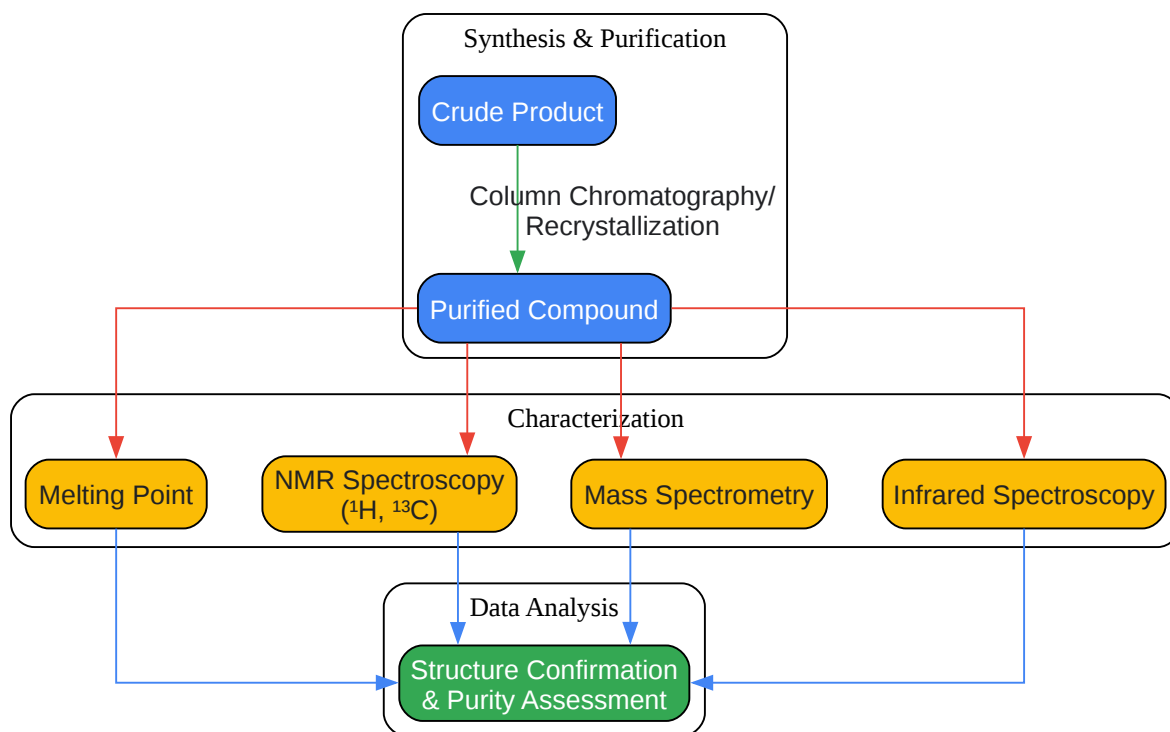 Synthesis & Purification
Crude Product
Column Chromatography/
Recrystallization
Purified Compound
Characterization
Melting Point
NMR Spectroscopy
(¹H, ¹³C)
Mass Spectrometry
Infrared Spectroscopy
Data Analysis
Structure Confirmation
& Purity Assessment